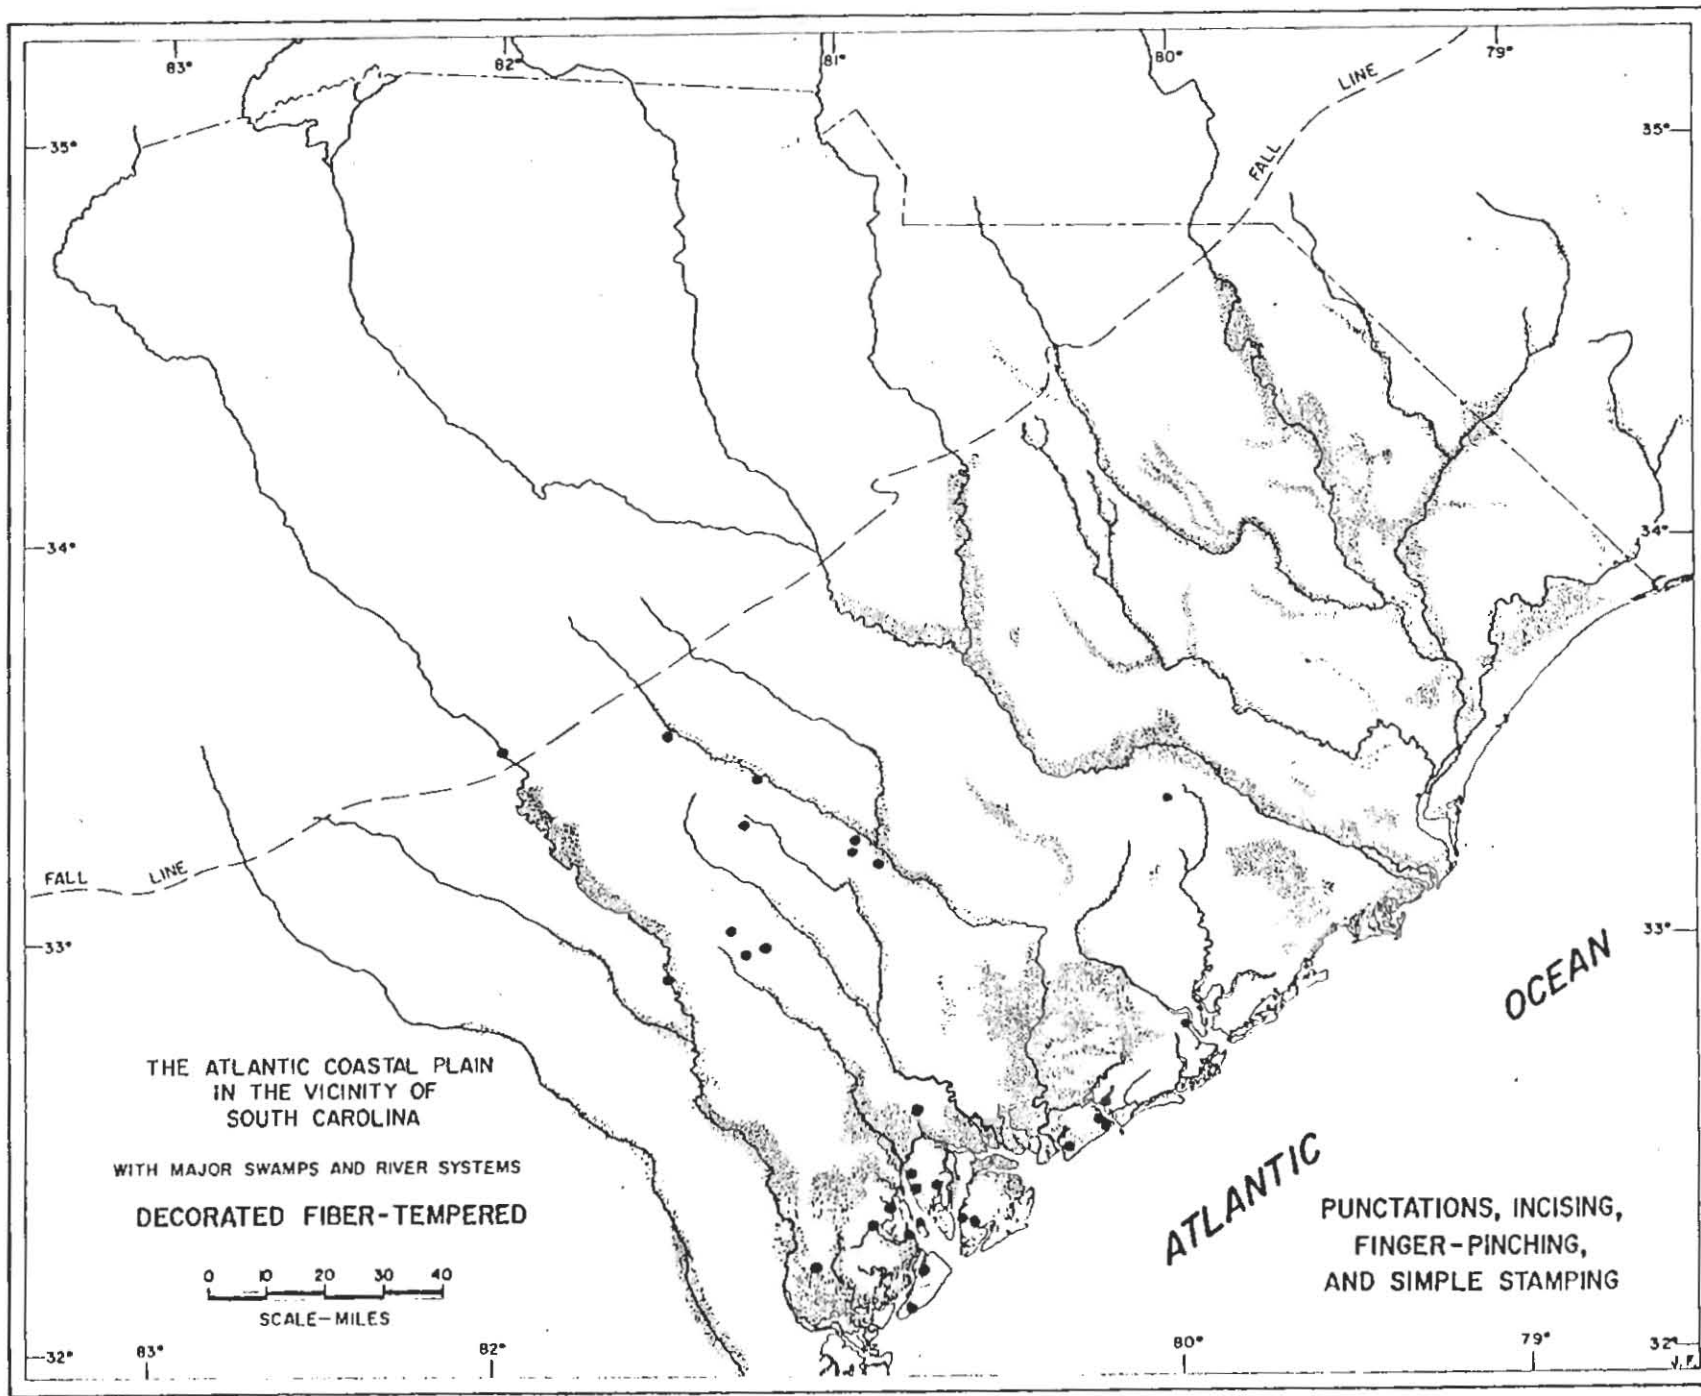 83° 82° 81° 80° 79°
FALL LINE
35° 35°
34° 34°
FALL LINE
33° 33°
ATLANTIC OCEAN
THE ATLANTIC COASTAL PLAIN
IN THE VICINITY OF
SOUTH CAROLINA
WITH MAJOR SWAMPS AND RIVER SYSTEMS
DECORATED FIBER-TEMPERED
0 10 20 30 40
SCALE-MILES
PUNCTATIONS, INCISING,
FINGER-PINCHING,
AND SIMPLE STAMPING
32° 83° 82° 80° 79° 32°